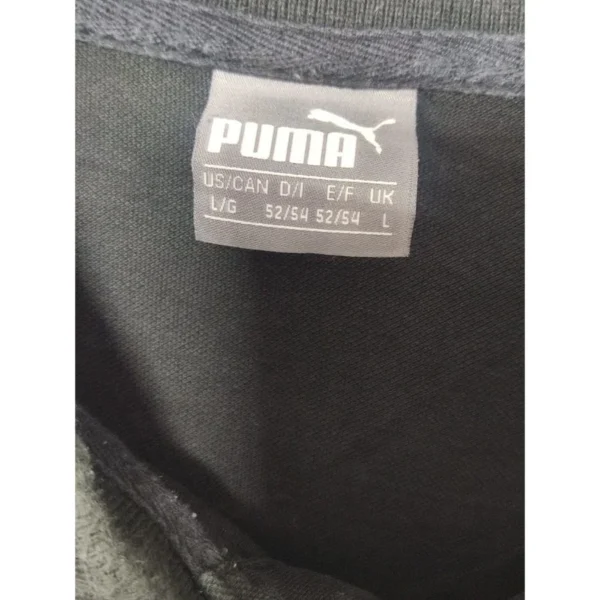 PUMA
US/CAN D/I E/F UK
L/G 52/54 52/54 L